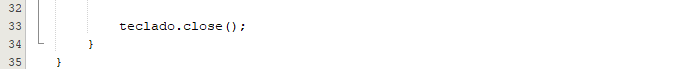 32
33 teclado.close();
34 }
35 }